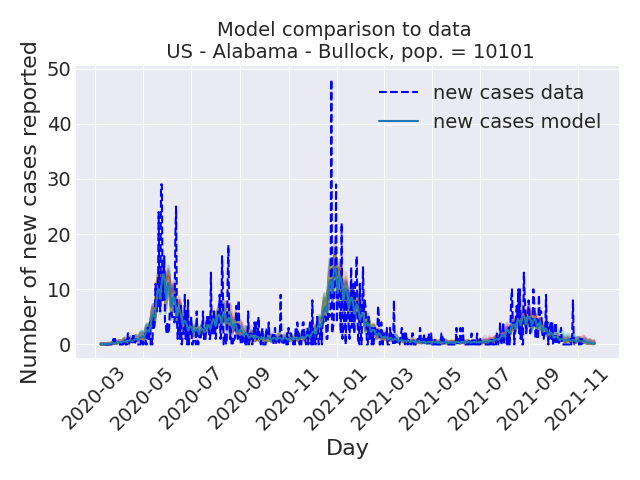 Model comparison to data
US - Alabama - Bullock, pop. = 10101
Number of new cases reported
50
40
30
20
10
0
new cases data
new cases model
2020-03
2020-05
2020-07
2020-09
2020-11
2021-01
2021-03
2021-05
2021-07
2021-09
2021-11
Day